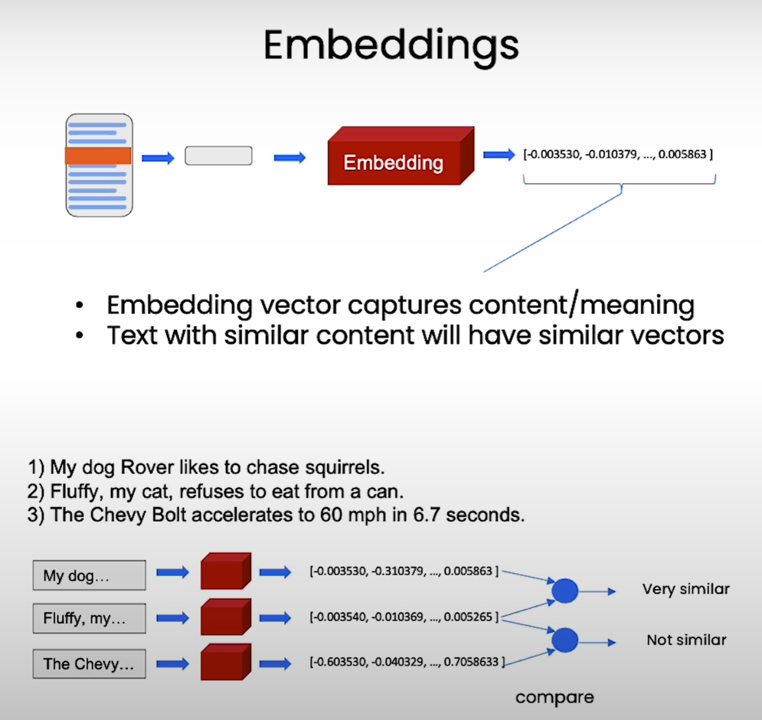 Embeddings
Embedding
[-0.003530, -0.010379, ..., 0.005863 ]
• Embedding vector captures content/meaning
• Text with similar content will have similar vectors
1) My dog Rover likes to chase squirrels.
2) Fluffy, my cat, refuses to eat from a can.
3) The Chevy Bolt accelerates to 60 mph in 6.7 seconds.
My dog...
[-0.003530, -0.310379, ..., 0.005863 ]
Very similar
Fluffy, my...
[-0.003540, -0.010369, ..., 0.005265 ]
Not similar
The Chevy...
[-0.603530, -0.040329, ..., 0.7058633 ]
compare